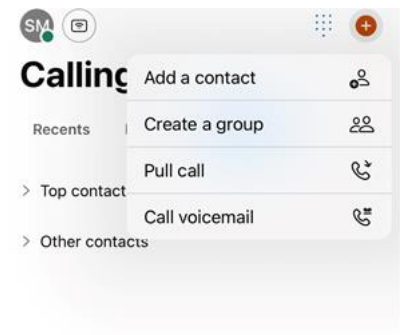 SM
Calling
Add a contact
Create a group
Recents
Pull call
Top contact
Call voicemail
Other contacts